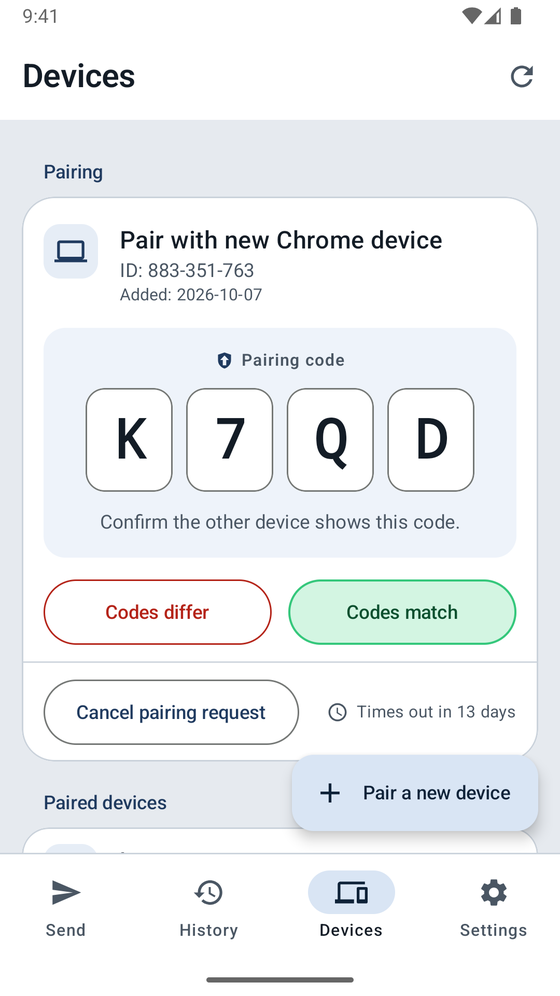 9:41
Devices
Pairing
Pair with new Chrome device
ID: 883-351-763
Added: 2026-10-07
Pairing code
K 7 Q D
Confirm the other device shows this code.
Codes differ
Codes match
Cancel pairing request
Times out in 13 days
Paired devices
Pair a new device
Send
History
Devices
Settings